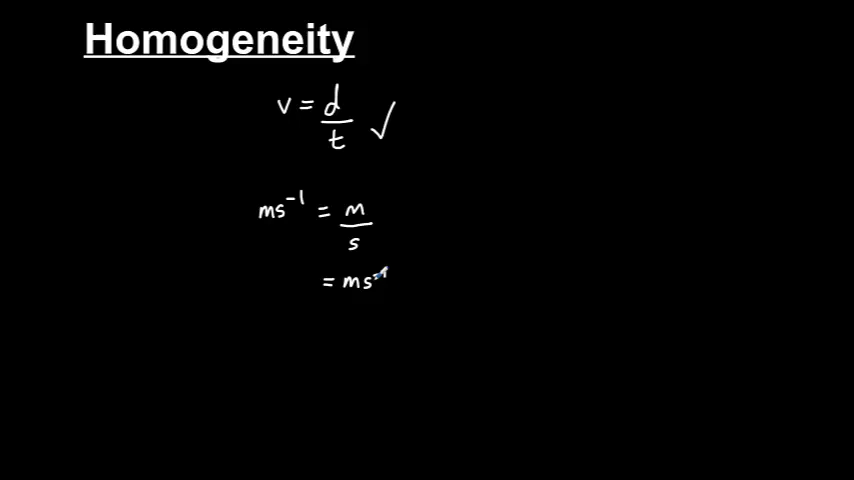 Homogeneity
v = d/t ✓
ms⁻¹ = m/s
= ms⁻¹